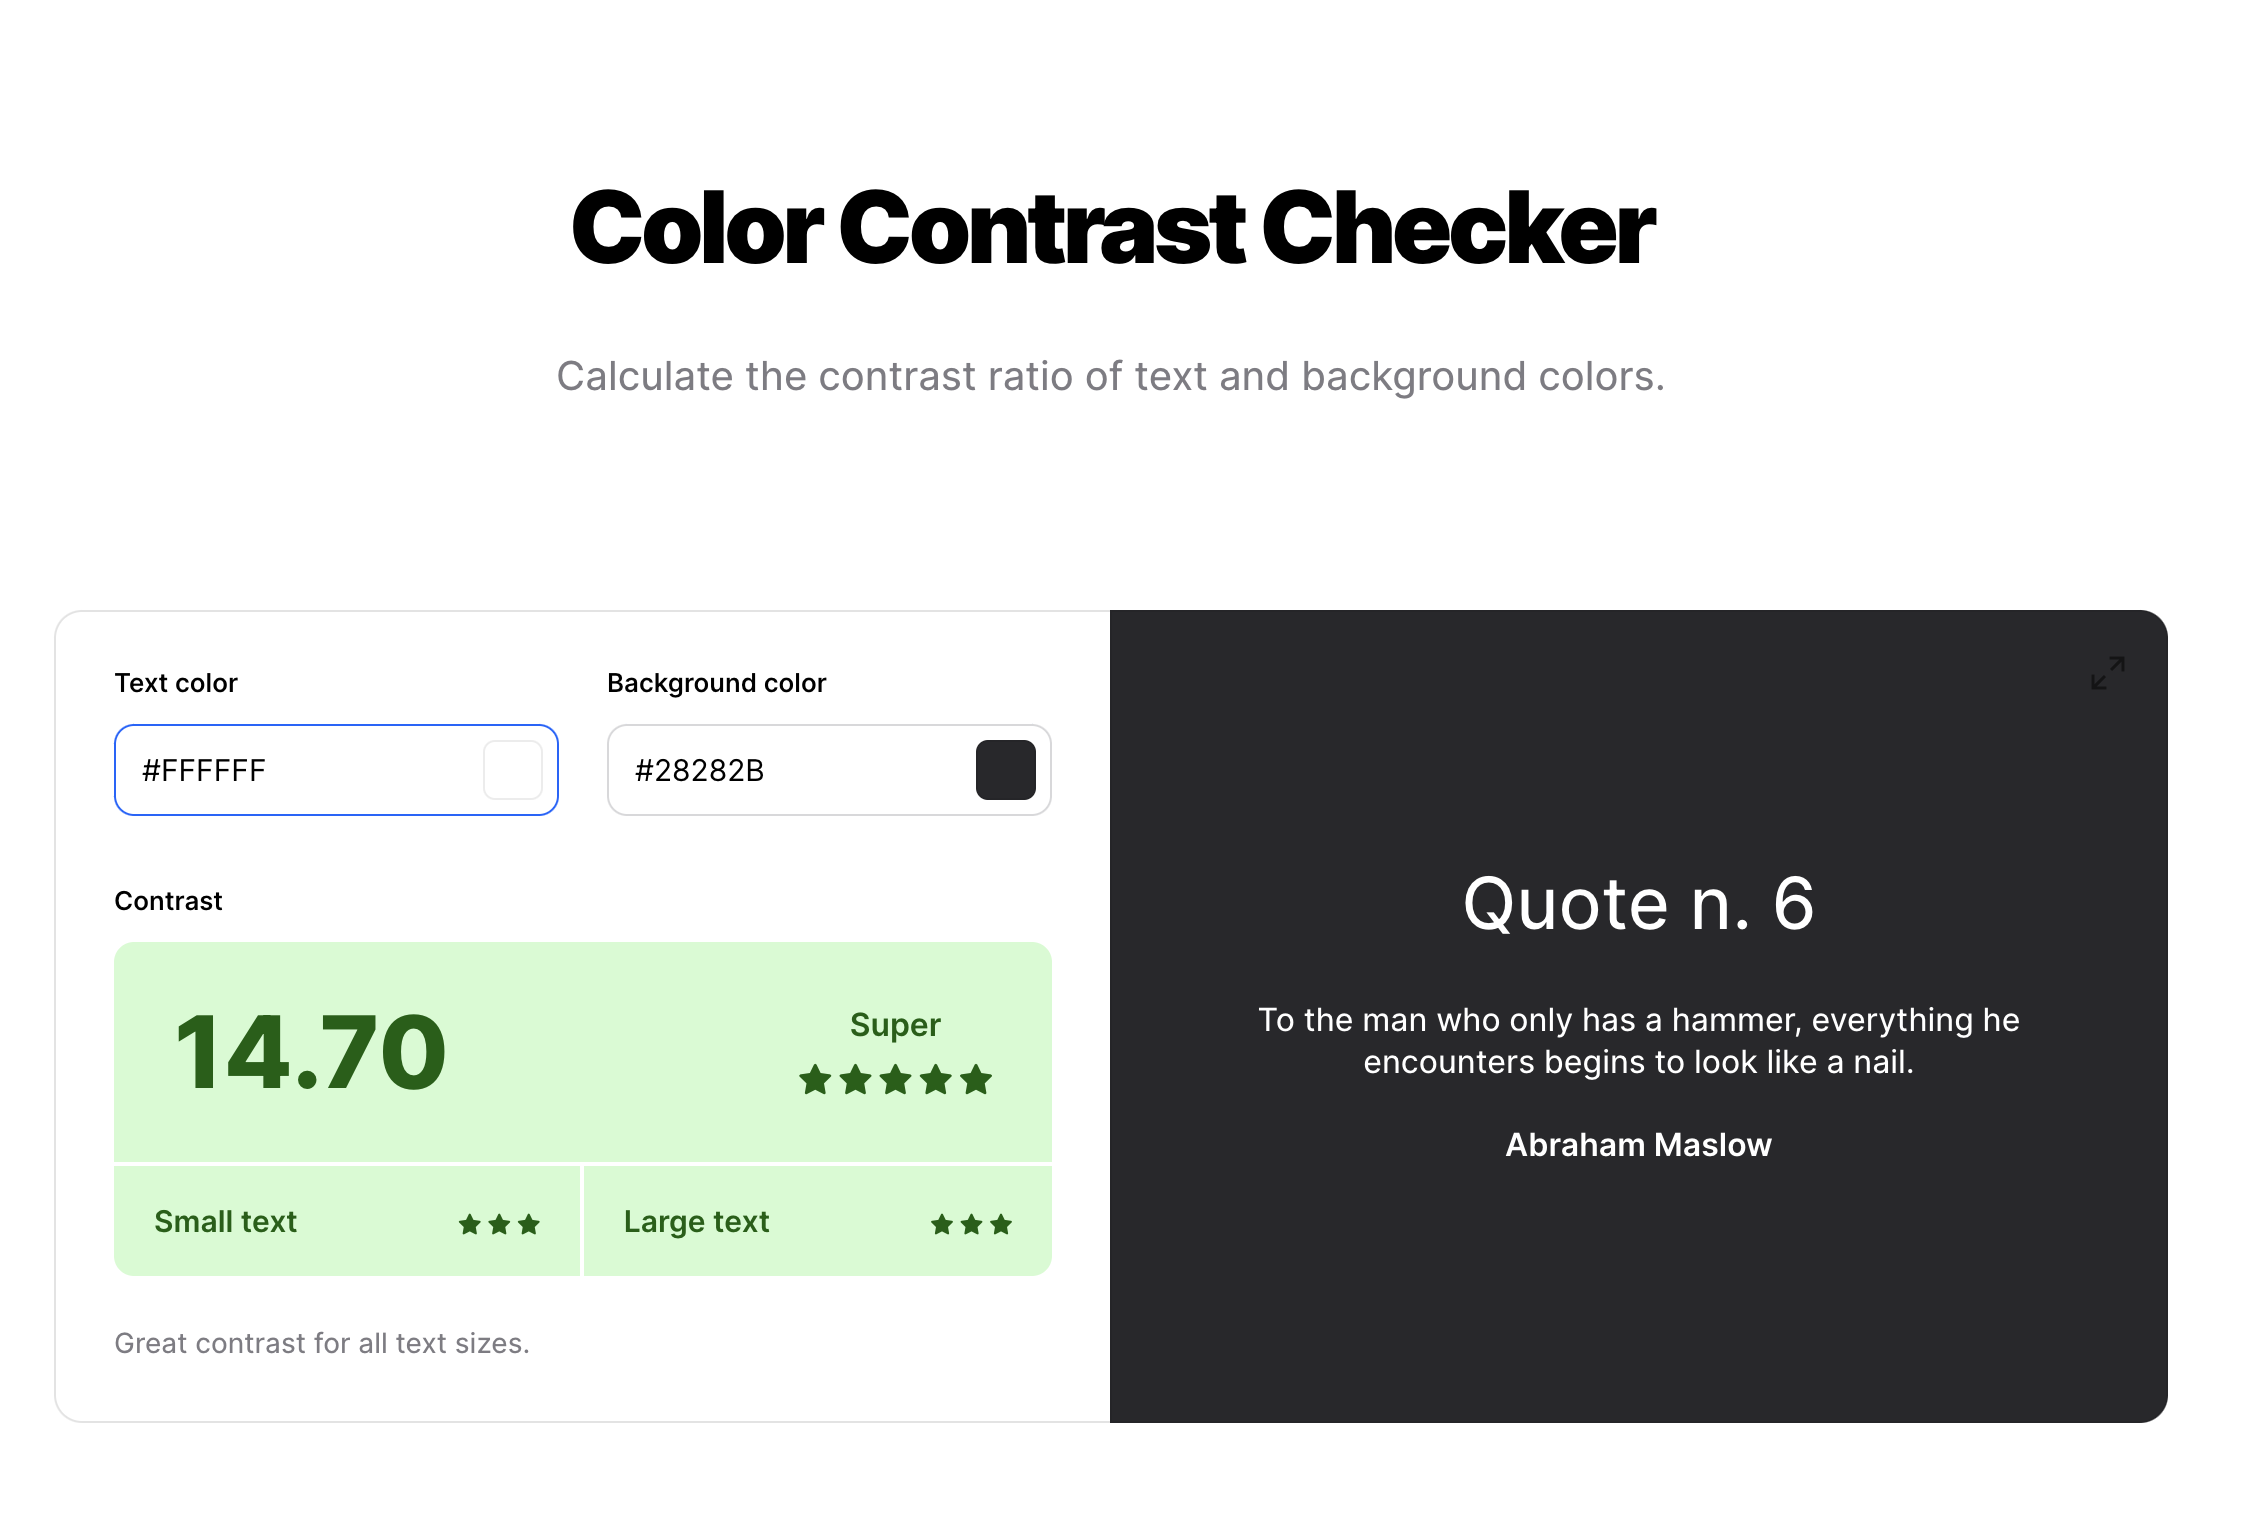 Color Contrast Checker
Calculate the contrast ratio of text and background colors.
Text color
Background color
#FFFFFF
#28282B
Contrast
14.70
Super
Small text
Large text
Great contrast for all text sizes.
Quote n. 6
To the man who only has a hammer, everything he
encounters begins to look like a nail.
Abraham Maslow